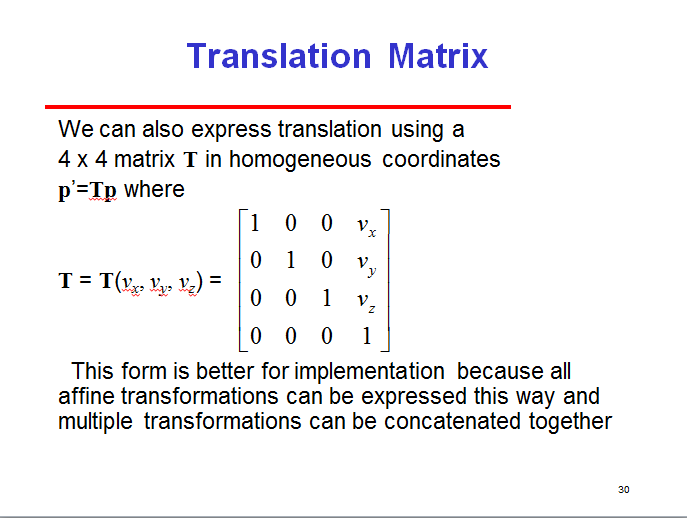 Translation Matrix
We can also express translation using a
4 x 4 matrix T in homogeneous coordinates
p’=Tp where
T = T(vx, vy, vz) =
1 0 0 vx
0 1 0 vy
0 0 1 vz
0 0 0 1
This form is better for implementation because all
affine transformations can be expressed this way and
multiple transformations can be concatenated together
30